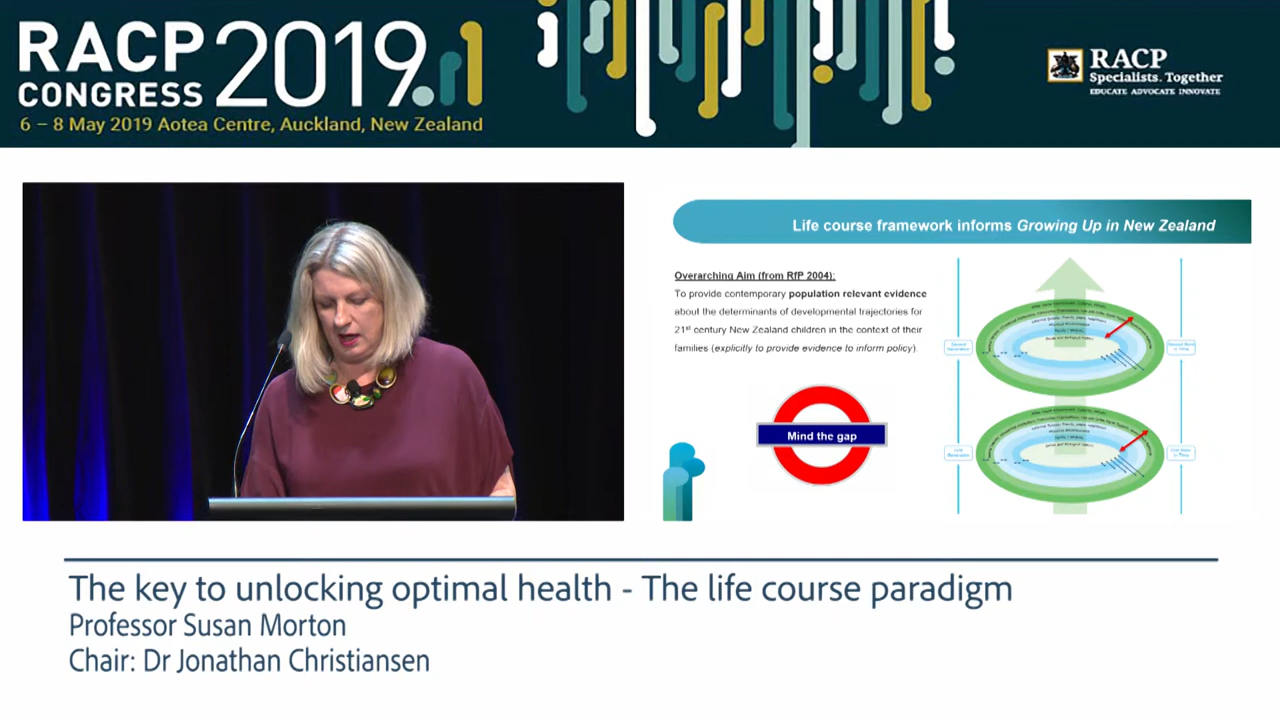 RACP
CONGRESS 2019
6 – 8 May 2019 Aotea Centre, Auckland, New Zealand
RACP
Specialists. Together
EDUCATE ADVOCATE INNOVATE
Life course framework informs Growing Up in New Zealand
Overarching Aim (from RfP 2004):
To provide contemporary population relevant evidence
about the determinants of developmental trajectories for
21st century New Zealand children in the context of their
families (explicitly to provide evidence to inform policy).
Mind the gap
The key to unlocking optimal health - The life course paradigm
Professor Susan Morton
Chair: Dr Jonathan Christiansen